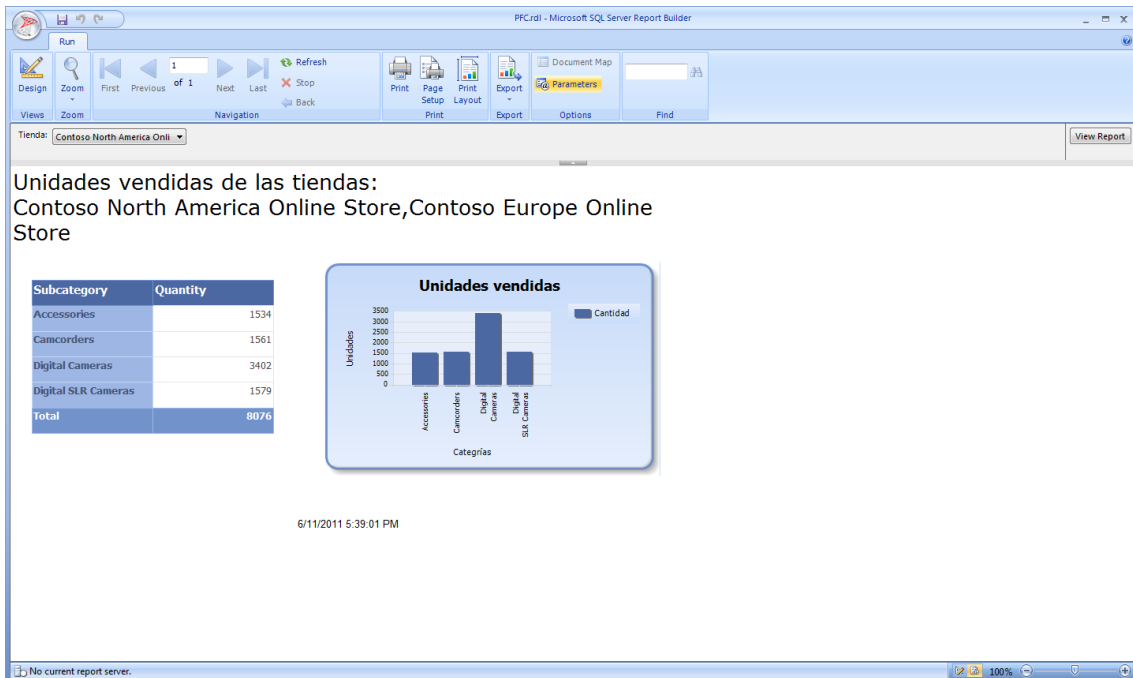 PFC.rdl - Microsoft SQL Server Report Builder
Run
Design
Zoom
First
Previous
1
of 1
Next
Last
Refresh
Stop
Back
Print
Page Setup
Print Layout
Export
Document Map
Parameters
Views
Zoom
Navigation
Print
Export
Options
Find
Tienda:
Contoso North America Onli
View Report
Unidades vendidas de las tiendas:
Contoso North America Online Store,Contoso Europe Online
Store
Subcategory Quantity
Accessories 1534
Camcorders 1561
Digital Cameras 3402
Digital SLR Cameras 1579
Total 8076
Unidades vendidas
Cantidad
Unidades
3500
3000
2500
2000
1500
1000
500
0
Accessories
Camcorders
Digital
Cameras
Digital
SLR Cameras
Categrías
6/11/2011 5:39:01 PM
No current report server.
100%